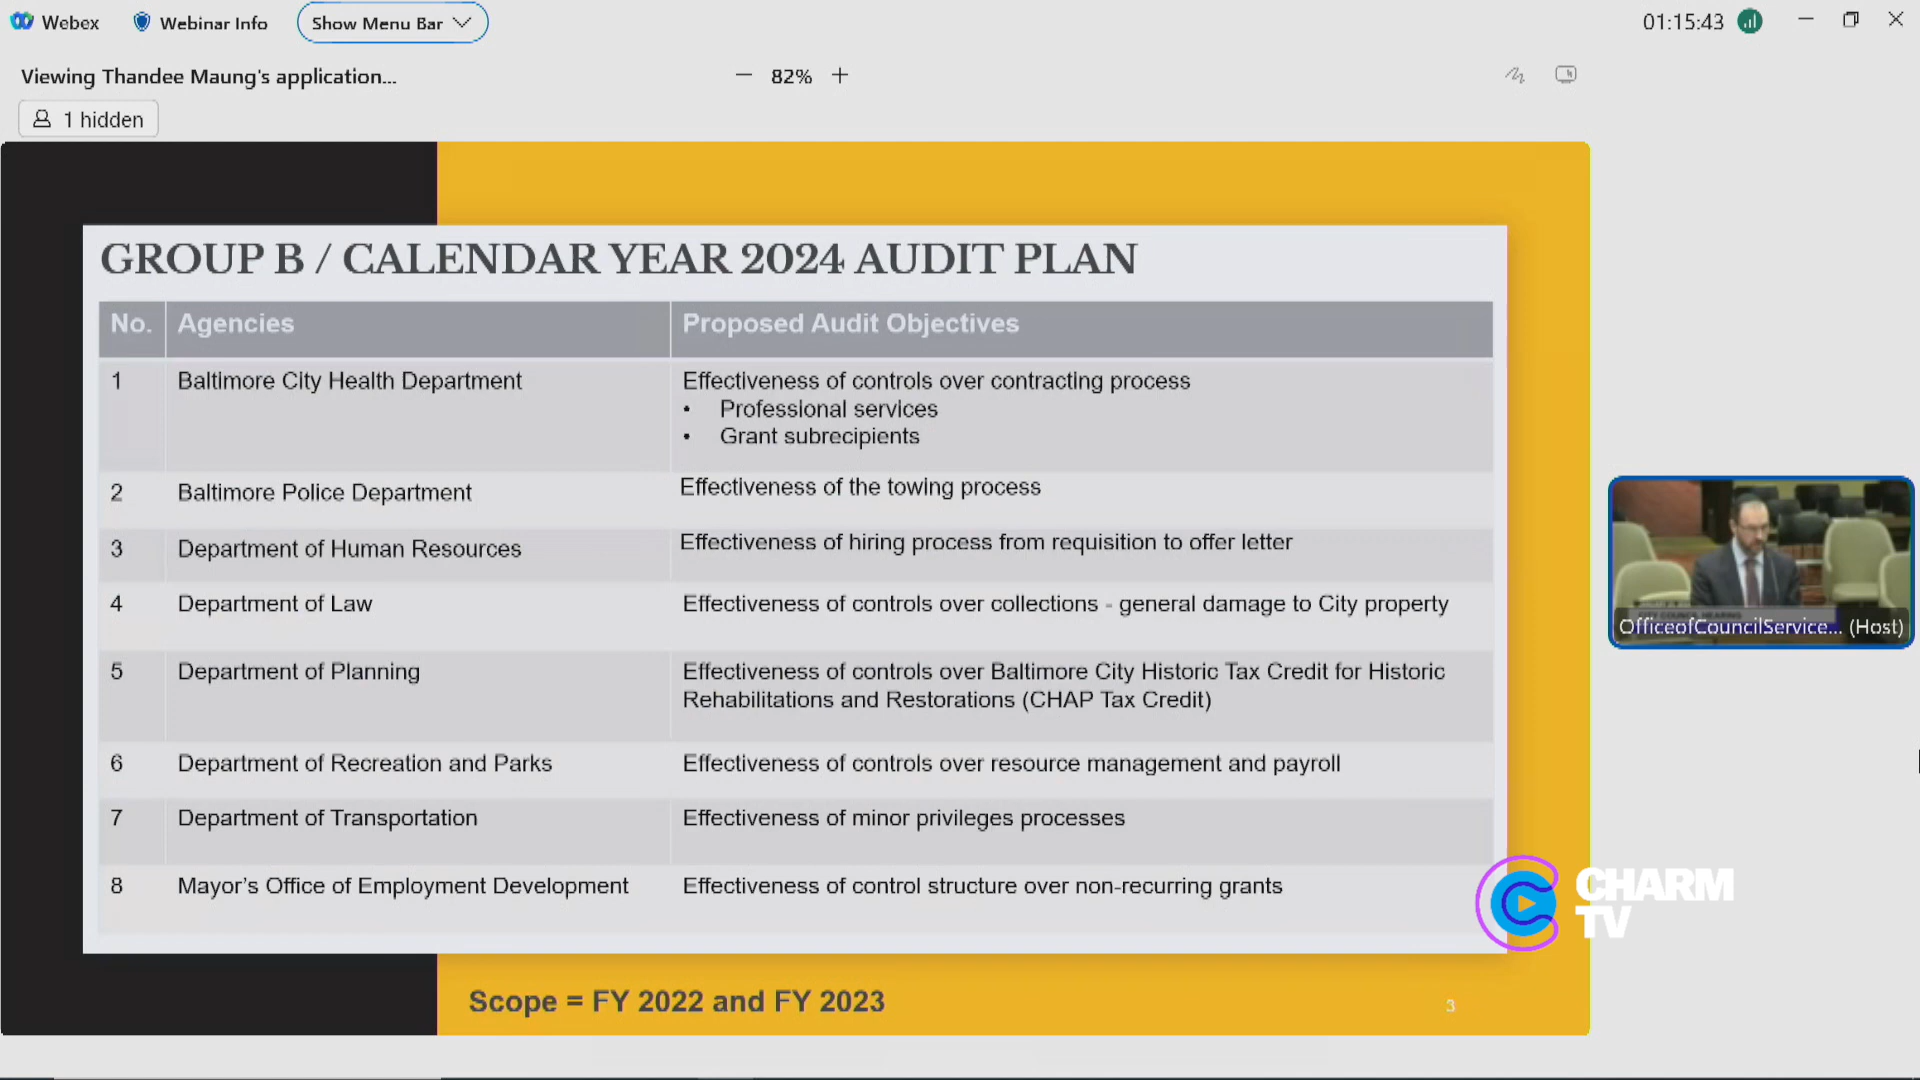 Webex
Webinar Info
Show Menu Bar
01:15:43
Viewing Thandee Maung's application...
82%
1 hidden
GROUP B / CALENDAR YEAR 2024 AUDIT PLAN
No. Agencies Proposed Audit Objectives
1 Baltimore City Health Department Effectiveness of controls over contracting process
• Professional services
• Grant subrecipients
2 Baltimore Police Department Effectiveness of the towing process
3 Department of Human Resources Effectiveness of hiring process from requisition to offer letter
4 Department of Law Effectiveness of controls over collections - general damage to City property
5 Department of Planning Effectiveness of controls over Baltimore City Historic Tax Credit for Historic
Rehabilitations and Restorations (CHAP Tax Credit)
6 Department of Recreation and Parks Effectiveness of controls over resource management and payroll
7 Department of Transportation Effectiveness of minor privileges processes
8 Mayor’s Office of Employment Development Effectiveness of control structure over non-recurring grants
Scope = FY 2022 and FY 2023
3
CITY COUNCIL HEARING
OfficeofCouncilService... (Host)
CHARM
TV